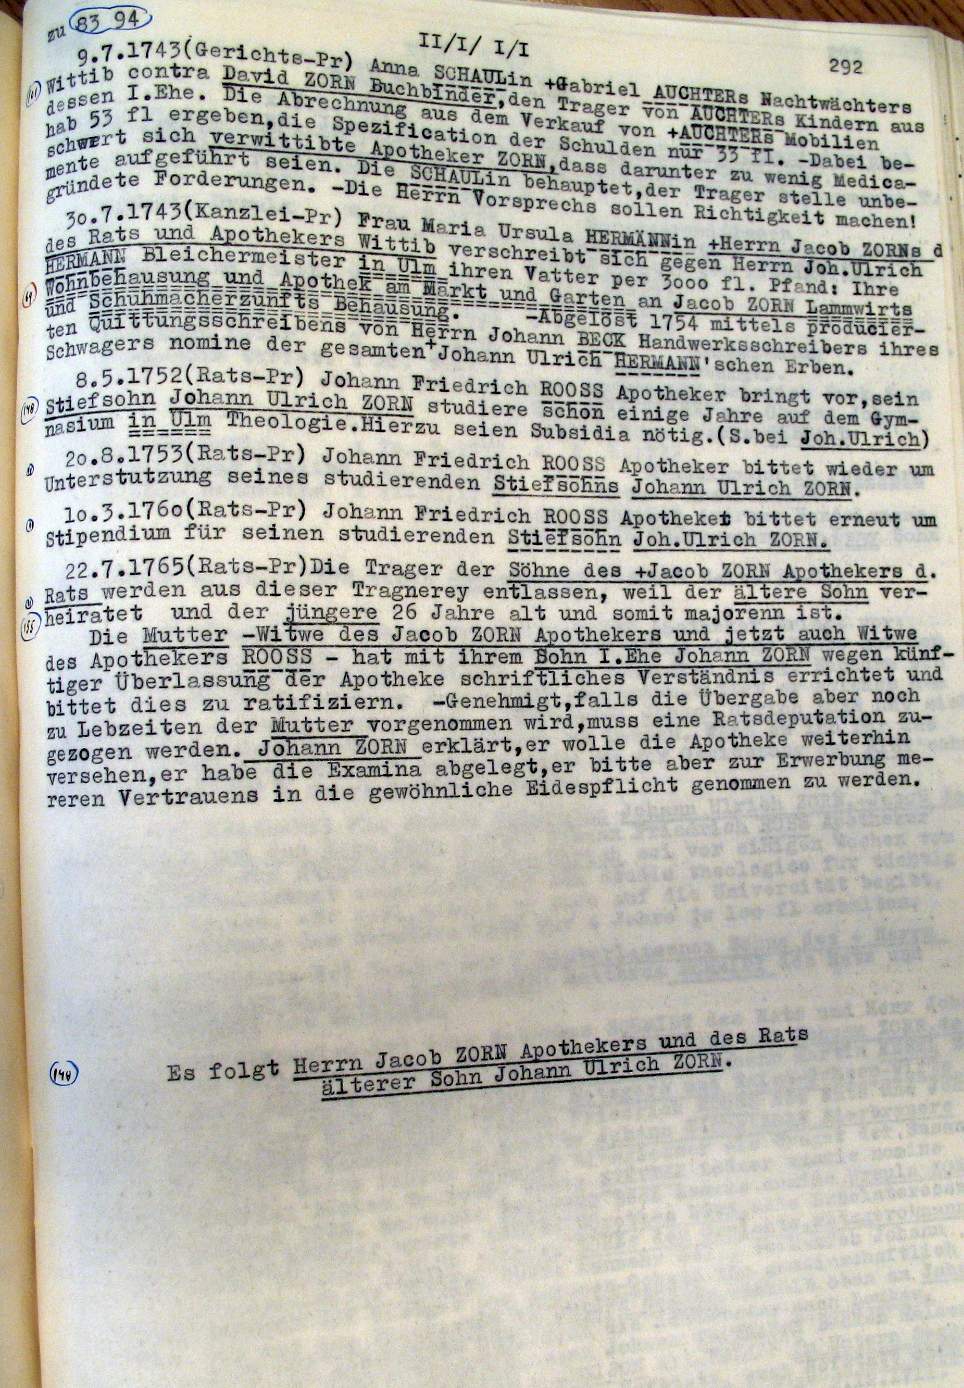 zu 83 94
II/I/ I/I
292
9.7.1743(Gerichts-Pr) Anna SCHAULin +Gabriel AUCHTERs Nachtwächters
Wittib contra David ZORN Buchbinder,den Trager von AUCHTERs Kindern aus
dessen I.Ehe. Die Abrechnung aus dem Verkauf von +AUCHTERs Mobilien
hab 53 fl ergeben,die Spezification der Schulden nur 33 fl. -Dabei be-
schwert sich verwittibte Apotheker ZORN,dass darunter zu wenig Medica-
mente aufgeführt seien. Die SCHAULin behauptet,der Trager stelle unbe-
gründete Forderungen. -Die Herrn Vorsprechs sollen Richtigkeit machen!
3o.7.1743(Kanzlei-Pr) Frau Maria Ursula HERMÄNNin +Herrn Jacob ZORNs d
des Rats und Apothekers Wittib verschreibt sich gegen Herrn Joh.Ulrich
HERMANN Bleichermeister in Ulm ihren Vatter per 3ooo fl. Pfand: Ihre
Wohnbehausung und Apothek am Markt und Garten an Jacob ZORN Lammwirts
und Schuhmacherzunfts Behausung. -Abgelöst 1754 mittels producier-
ten Quittungsschreibens von Herrn Johann BECK Handwerksschreibers ihres
Schwagers nomine der gesamten +Johann Ulrich HERMANN'schen Erben.
8.5.1752(Rats-Pr) Johann Friedrich ROOSS Apotheker bringt vor,sein
148
Stiefsohn Johann Ulrich ZORN studiere schon einige Jahre auf dem Gym-
nasium in Ulm Theologie.Hierzu seien Subsidia nötig.(S.bei Joh.Ulrich)
2o.8.1753(Rats-Pr) Johann Friedrich ROOSS Apotheker bittet wieder um
Unterstutzung seines studierenden Stiefsohns Johann Ulrich ZORN.
1o.3.176o(Rats-Pr) Johann Friedrich ROOSS Apotheket bittet erneut um
Stipendium für seinen studierenden Stiefsohn Joh.Ulrich ZORN.
22.7.1765(Rats-Pr)Die Trager der Söhne des +Jacob ZORN Apothekers d.
Rats werden aus dieser Tragnerey entlassen, weil der ältere Sohn ver-
heiratet und der jüngere 26 Jahre alt und somit majorenn ist.
155
Die Mutter -Witwe des Jacob ZORN Apothekers und jetzt auch Witwe
des Apothekers ROOSS - hat mit ihrem Sohn I.Ehe Johann ZORN wegen künf-
tiger Überlassung der Apotheke schriftliches Verständnis errichtet und
bittet dies zu ratifiziern. -Genehmigt,falls die Übergabe aber noch
zu Lebzeiten der Mutter vorgenommen wird,muss eine Ratsdeputation zu-
gezogen werden. Johann ZORN erklärt,er wolle die Apotheke weiterhin
versehen,er habe die Examina abgelegt,er bitte aber zur Erwerbung me-
reren Vertrauens in die gewöhnliche Eidespflicht genommen zu werden.
148
Es folgt Herrn Jacob ZORN Apothekers und des Rats
älterer Sohn Johann Ulrich ZORN.